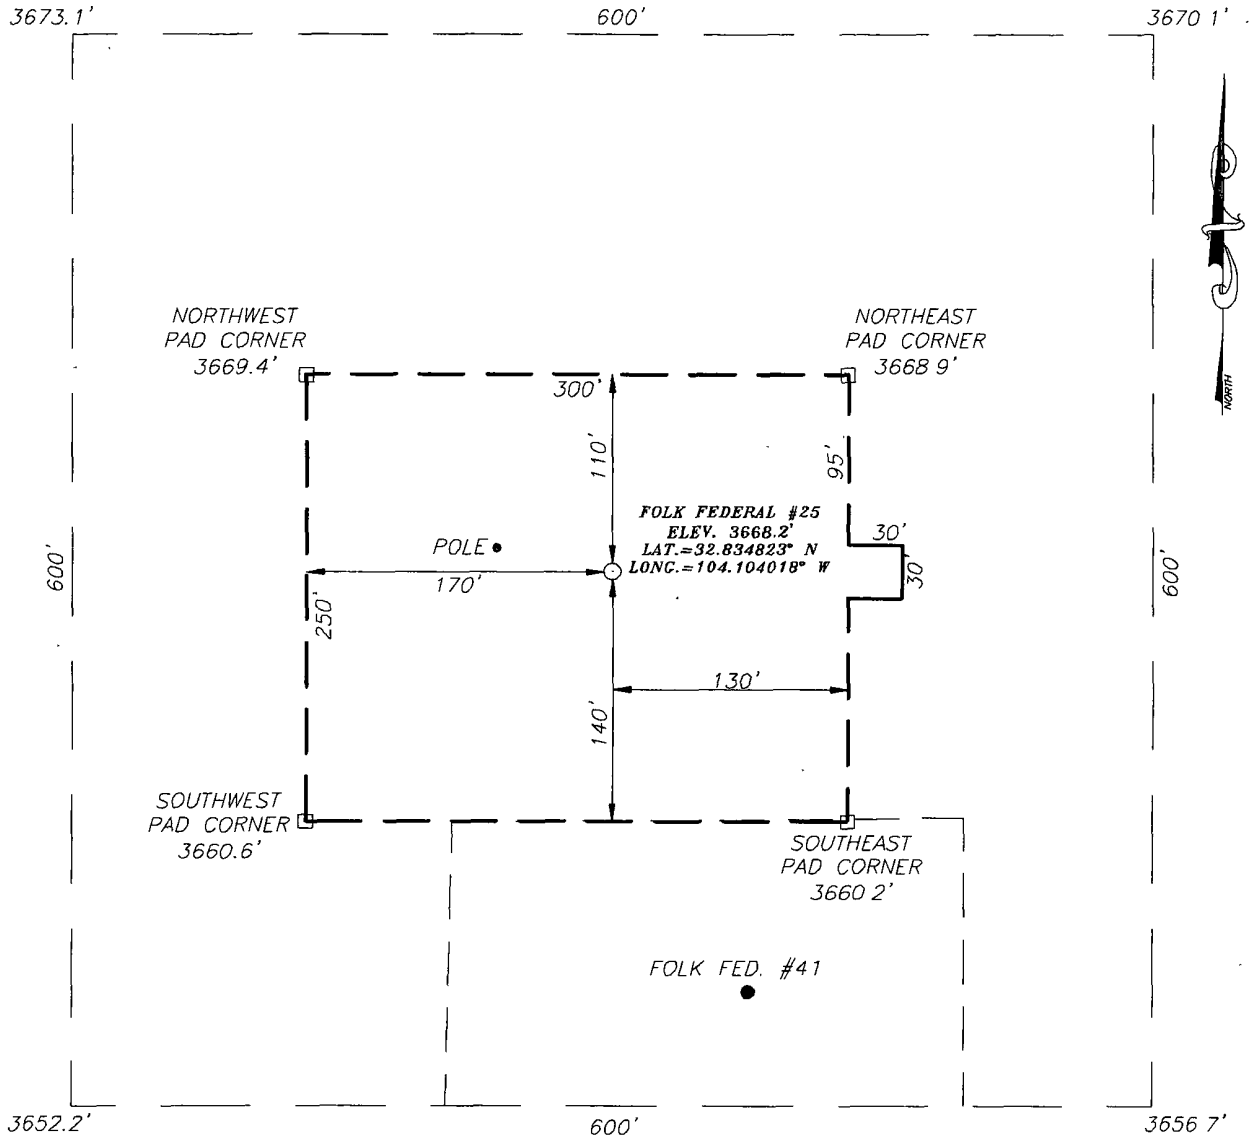 3673.1'
600'
3670 1'
NORTH
NORTHWEST
PAD CORNER
3669.4'
NORTHEAST
PAD CORNER
3668 9'
300'
110'
95'
FOLK FEDERAL #25
ELEV. 3668.2'
LAT.=32.834823° N
LONG.=104.104018° W
30'
30'
POLE
170'
600'
250'
600'
130'
140'
SOUTHWEST
PAD CORNER
3660.6'
SOUTHEAST
PAD CORNER
3660 2'
FOLK FED. #41
3652.2'
600'
3656 7'